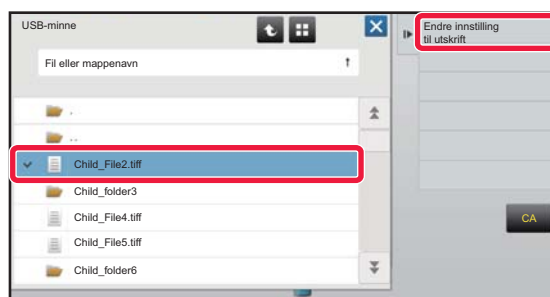 USB-minne
Fil eller mappenavn
.
..
Child_File2.tiff
Child_folder3
Child_File4.tiff
Child_File5.tiff
Child_folder6
Endre innstilling
til utskrift
CA